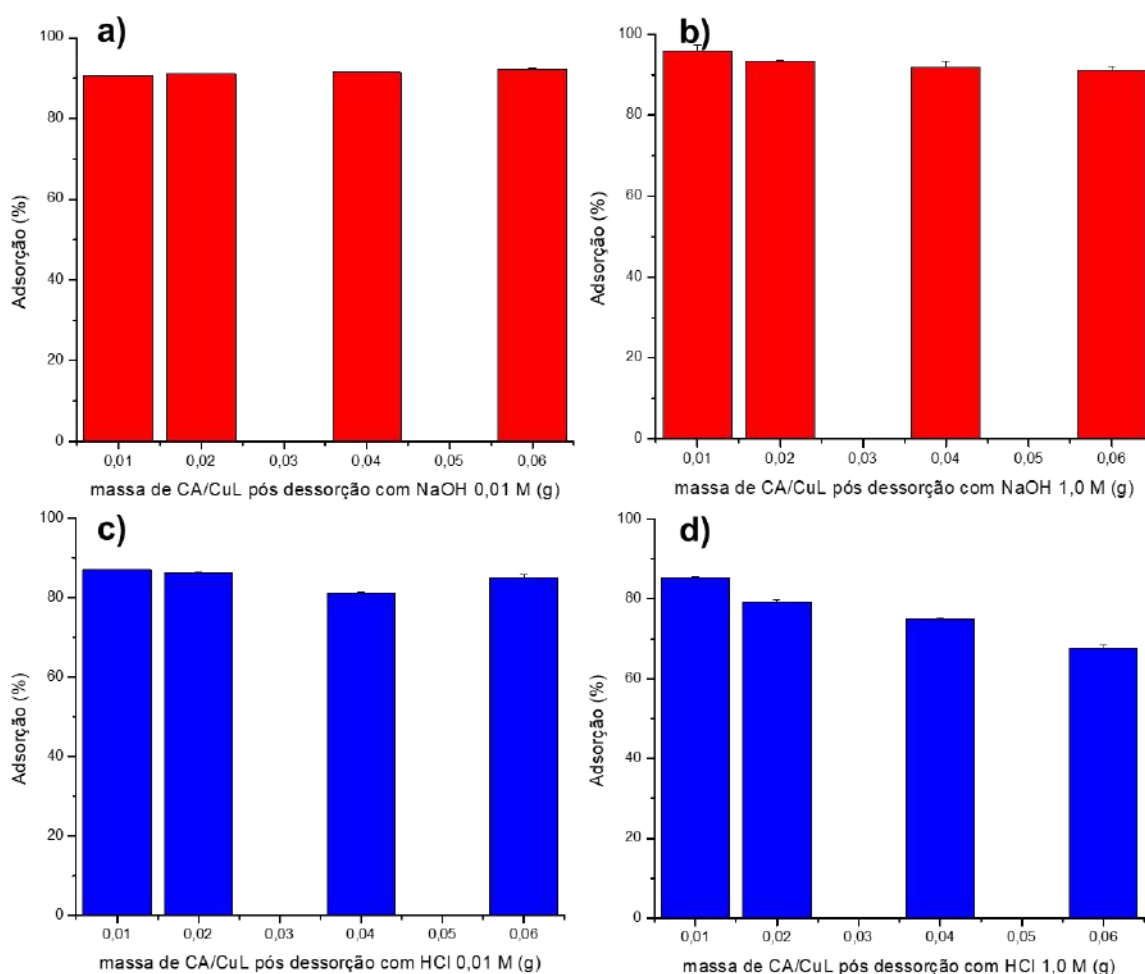 a)
100
80
60
40
20
0
Adsorção (%)
0,01 0,02 0,03 0,04 0,05 0,06
massa de CA/CuL pós dessorção com NaOH 0,01 M (g)
b)
100
80
60
40
20
0
Adsorção (%)
0,01 0,02 0,03 0,04 0,05 0,06
massa de CA/CuL pós dessorção com NaOH 1,0 M (g)
c)
100
80
60
40
20
0
Adsorção (%)
0,01 0,02 0,03 0,04 0,05 0,06
massa de CA/CuL pós dessorção com HCl 0,01 M (g)
d)
100
80
60
40
20
0
Adsorção (%)
0,01 0,02 0,03 0,04 0,05 0,06
massa de CA/CuL pós dessorção com HCl 1,0 M (g)